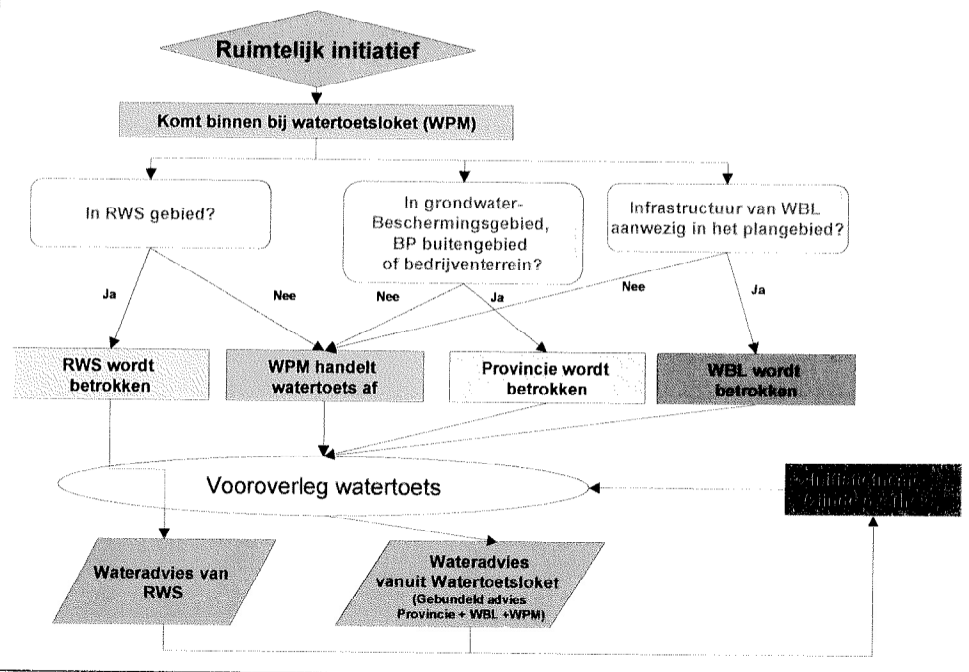 Ruimtelijk initiatief
Komt binnen bij watertoetsloket (WPM)
In RWS gebied?
In grondwater-
Beschermingsgebied,
BP buitengebied
of bedrijventerrein?
Infrastructuur van WBL
aanwezig in het plangebied?
Ja
Nee
Nee
Ja
Nee
Ja
RWS wordt
betrokken
WPM handelt
watertoets af
Provincie wordt
betrokken
WBL wordt
betrokken
Vooroverleg watertoets
Wateradvies van
RWS
Wateradvies
vanuit Watertoetsloket
(Gebundeld advies
Provincie + WBL +WPM)